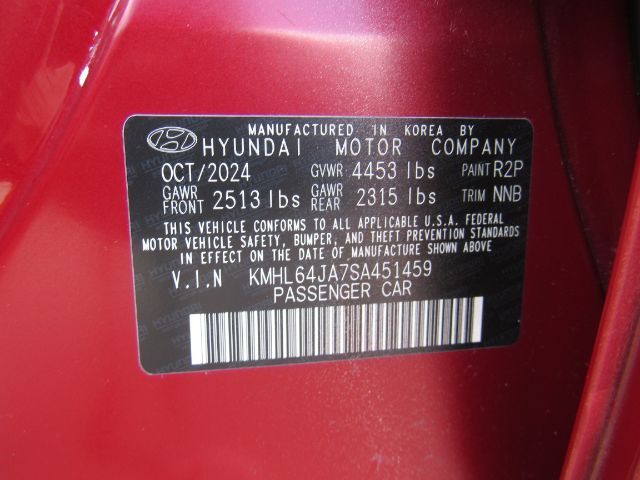 MANUFACTURED IN KOREA BY
HYUNDAI MOTOR COMPANY
OCT/2024 GVWR 4453 lbs PAINT R2P
GAWR FRONT 2513 lbs GAWR REAR 2315 lbs TRIM NNB
THIS VEHICLE CONFORMS TO ALL APPLICABLE U.S.A. FEDERAL
MOTOR VEHICLE SAFETY, BUMPER, AND THEFT PREVENTION STANDARDS
IN EFFECT ON THE DATE OF MANUFACTURE SHOWN ABOVE
V.I.N KMHL64JA7SA451459
PASSENGER CAR